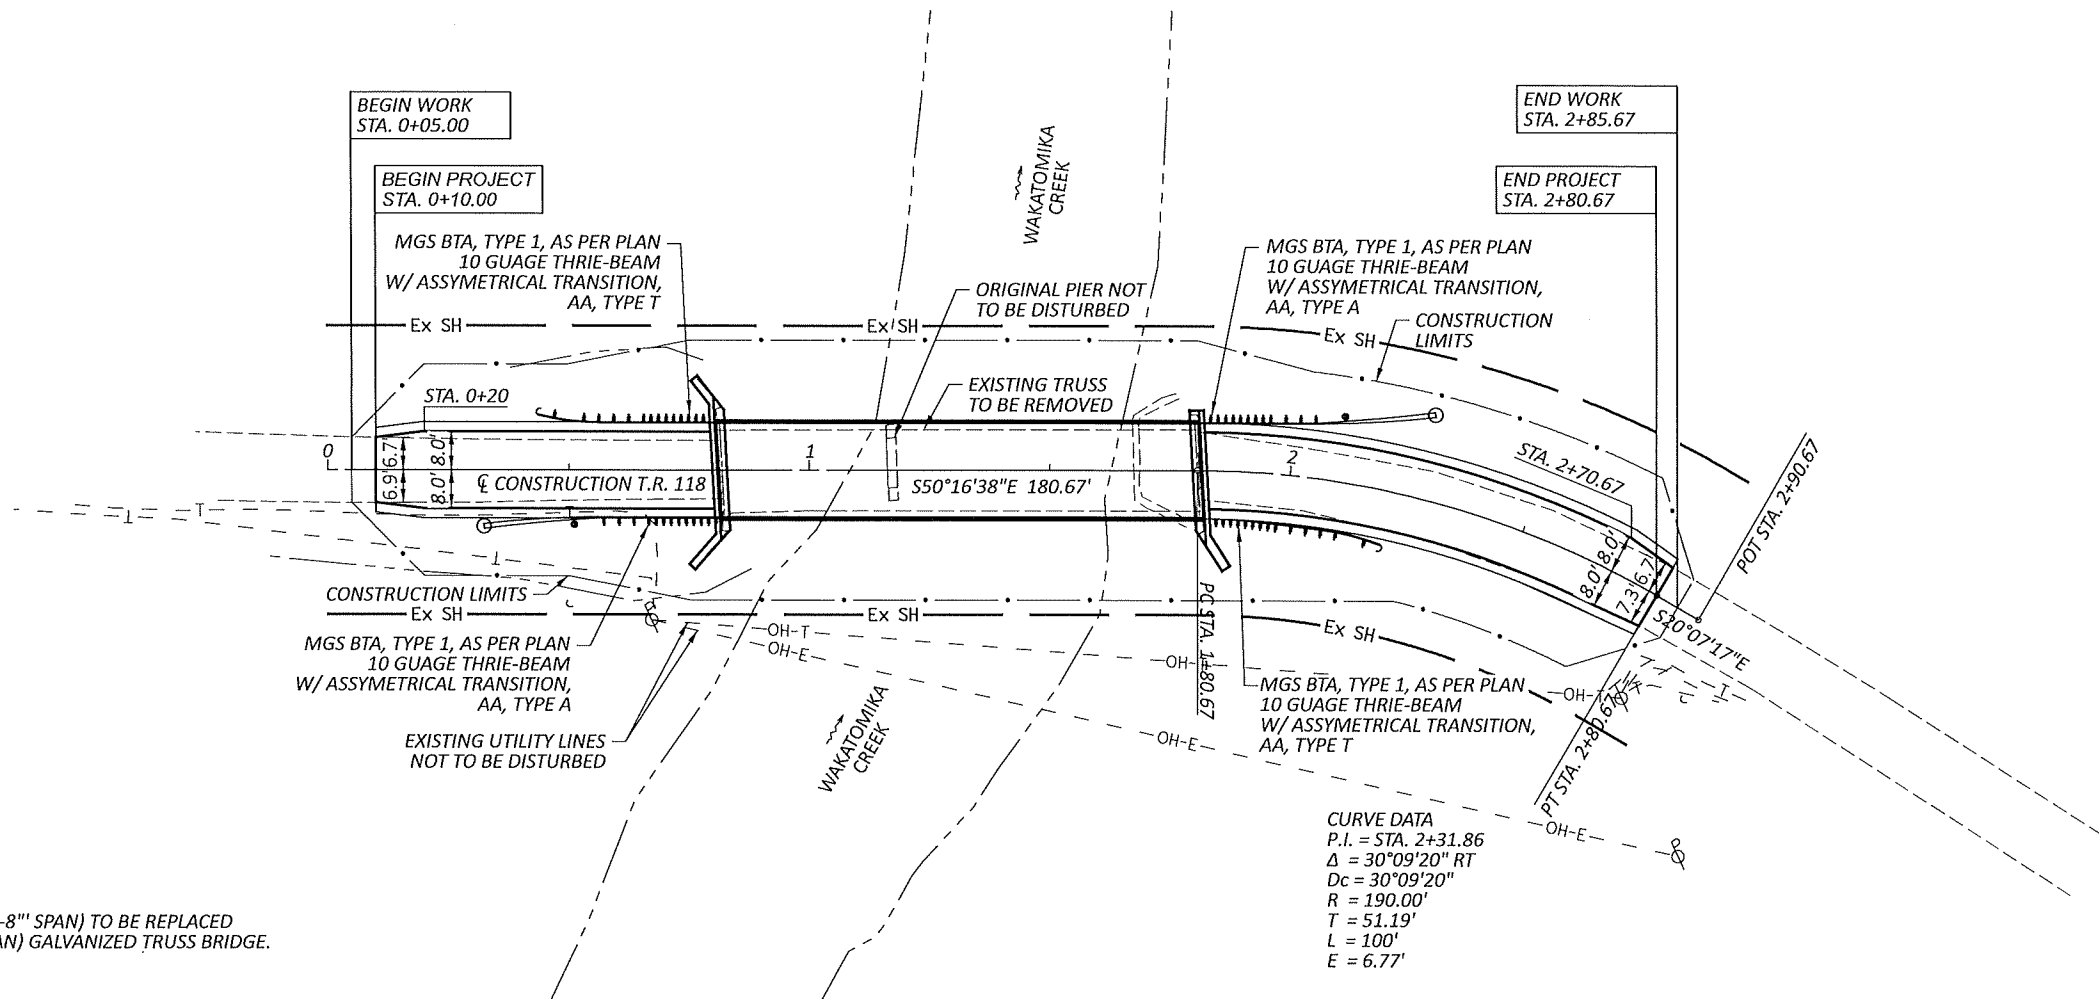 BEGIN WORK
STA. 0+05.00
END WORK
STA. 2+85.67
BEGIN PROJECT
STA. 0+10.00
END PROJECT
STA. 2+80.67
WAKATOMIKA
CREEK
MGS BTA, TYPE 1, AS PER PLAN
10 GUAGE THRIE-BEAM
W/ ASSYMETRICAL TRANSITION,
AA, TYPE T
ORIGINAL PIER NOT
TO BE DISTURBED
MGS BTA, TYPE 1, AS PER PLAN
10 GUAGE THRIE-BEAM
W/ ASSYMETRICAL TRANSITION,
AA, TYPE A
CONSTRUCTION
LIMITS
Ex SH
Ex SH
Ex SH
EXISTING TRUSS
TO BE REMOVED
STA. 0+20
0
1
2
6.7'
6.9'
8.0'
8.0'
℄ CONSTRUCTION T.R. 118
S50°16'38"E 180.67'
STA. 2+70.67
POT STA. 2+90.67
8.0'
8.0'
6.7'
7.3'
S20°07'17"E
T
T
T
T
CONSTRUCTION LIMITS
Ex SH
Ex SH
Ex SH
PC STA. 1+80.67
PT STA. 2+80.67
OH-T
OH-E
OH-
OH-T
OH-E
OH-E
MGS BTA, TYPE 1, AS PER PLAN
10 GUAGE THRIE-BEAM
W/ ASSYMETRICAL TRANSITION,
AA, TYPE A
EXISTING UTILITY LINES
NOT TO BE DISTURBED
WAKATOMIKA
CREEK
MGS BTA, TYPE 1, AS PER PLAN
10 GUAGE THRIE-BEAM
W/ ASSYMETRICAL TRANSITION,
AA, TYPE T
CURVE DATA
P.I. = STA. 2+31.86
Δ = 30°09'20" RT
Dc = 30°09'20"
R = 190.00'
T = 51.19'
L = 100'
E = 6.77'
-8"' SPAN) TO BE REPLACED
AN) GALVANIZED TRUSS BRIDGE.